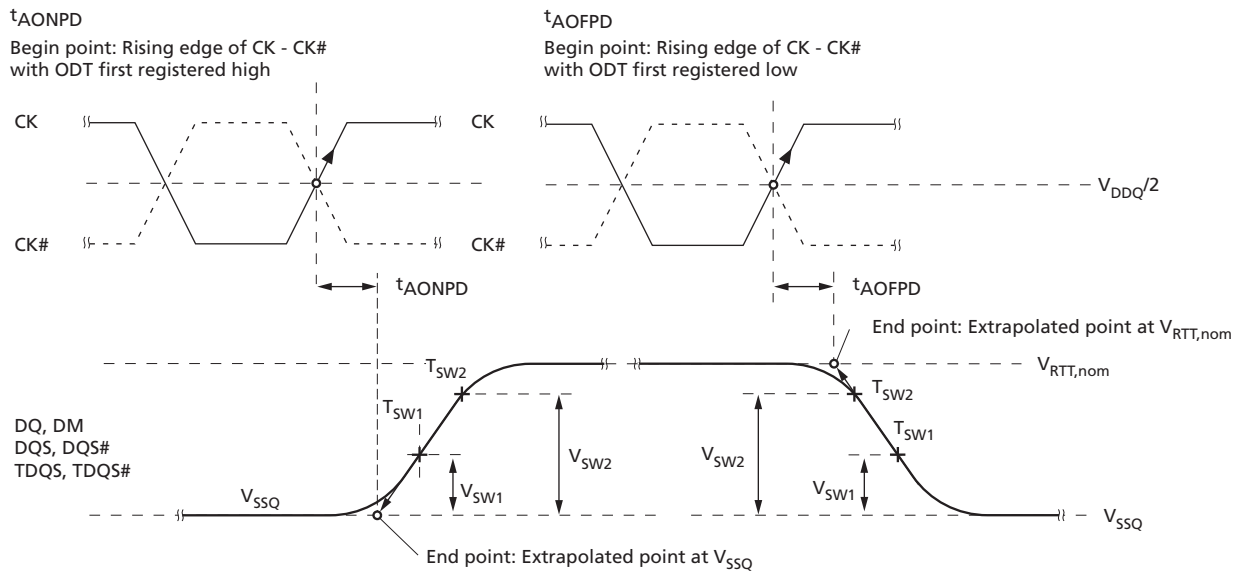 tAONPD
Begin point: Rising edge of CK - CK#
with ODT first registered high
tAOFPD
Begin point: Rising edge of CK - CK#
with ODT first registered low
CK
CK
VDDQ/2
CK#
CK#
tAONPD
tAOFPD
End point: Extrapolated point at VRTT,nom
TSW2
VRTT,nom
TSW2
TSW1
TSW1
DQ, DM
DQS, DQS#
TDQS, TDQS#
VSW2
VSW2
VSW1
VSW1
VSSQ
VSSQ
End point: Extrapolated point at VSSQ